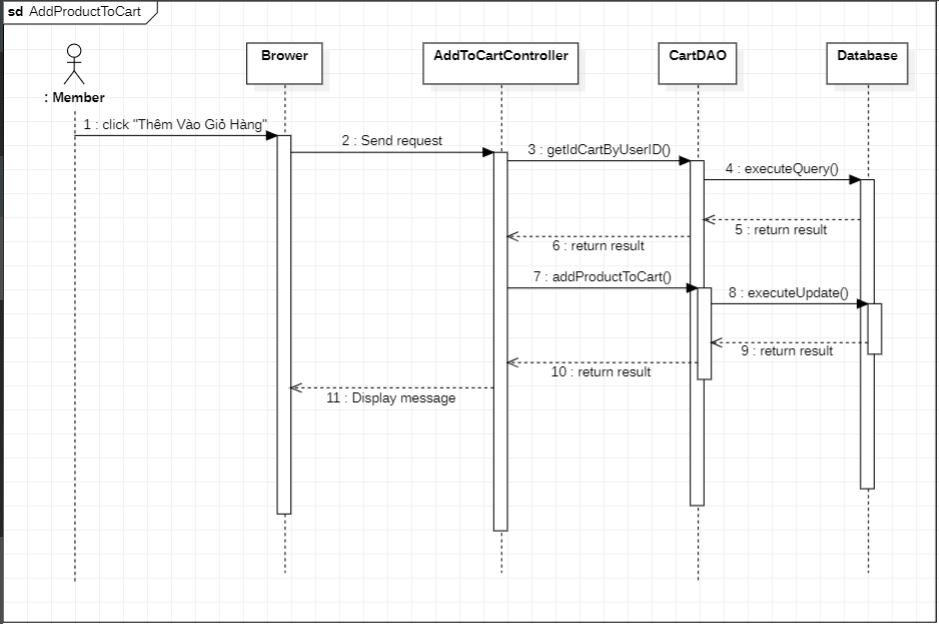 sd AddProductToCart
: Member
Brower
AddToCartController
CartDAO
Database
1 : click "Thêm Vào Giỏ Hàng"
2 : Send request
3 : getIdCartByUserID()
4 : executeQuery()
5 : return result
6 : return result
7 : addProductToCart()
8 : executeUpdate()
9 : return result
10 : return result
11 : Display message